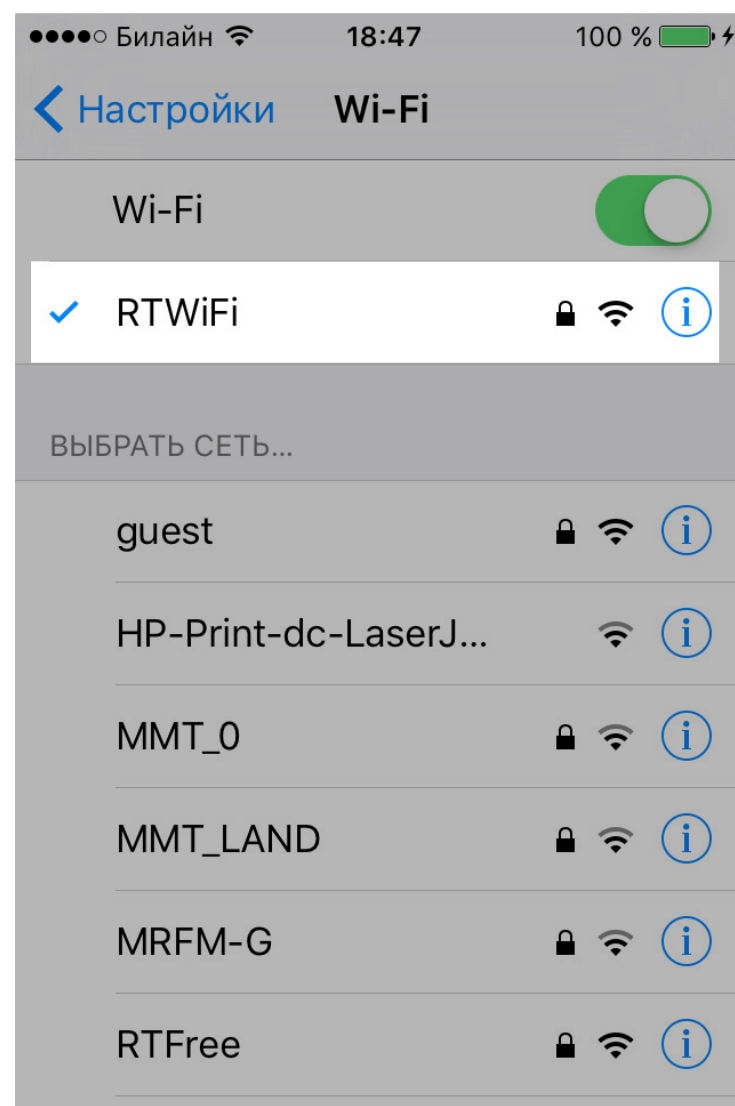 Билайн 18:47 100 %
Настройки Wi-Fi
Wi-Fi
RTWiFi
ВЫБРАТЬ СЕТЬ...
guest
HP-Print-dc-LaserJ...
MMT_0
MMT_LAND
MRFM-G
RTFree